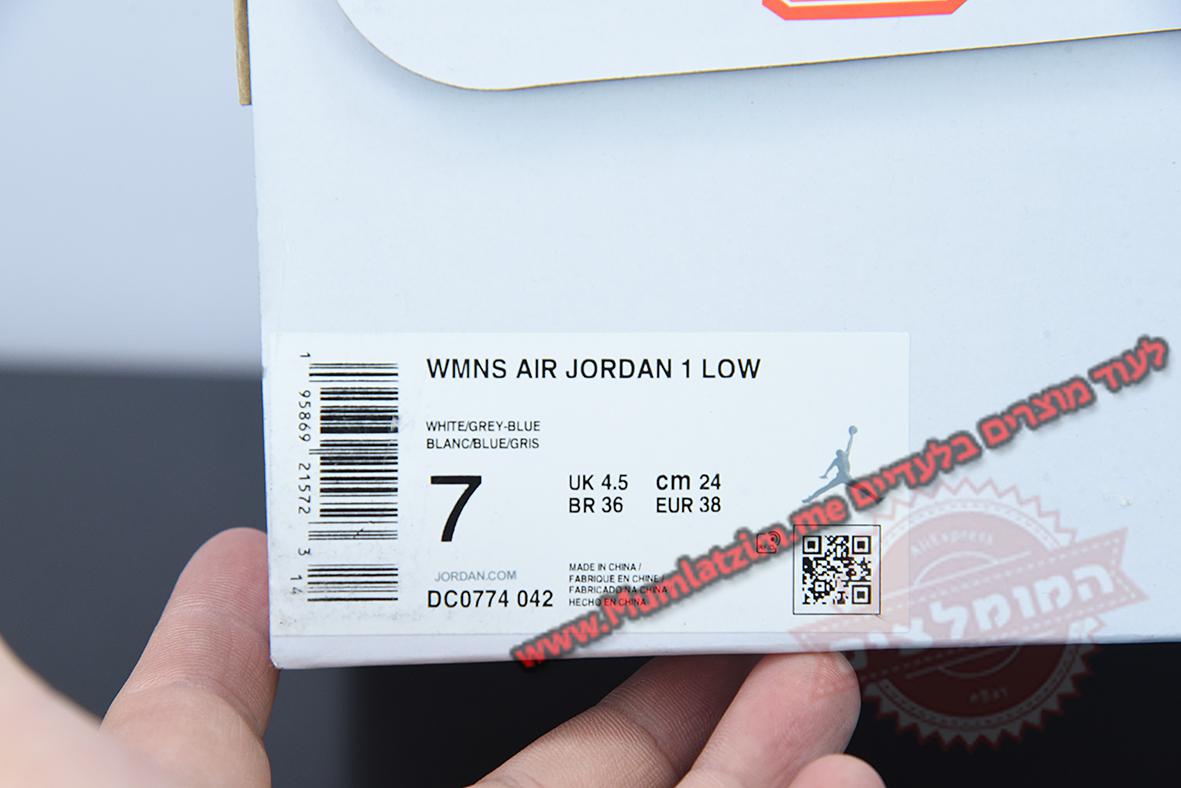 WMNS AIR JORDAN 1 LOW
WHITE/GREY-BLUE
BLANC/BLUE/GRIS
7
UK 4.5 cm 24
BR 36 EUR 38
JORDAN.COM
DC0774 042
MADE IN CHINA /
FABRIQUE EN CHINE /
FABRICADO NA CHINA
HECHO EN CHINA
1 95869 21572 3 14
לעוד מוצרים בלעדיים www.Humlatzim.me
AliExpress
המומלצים